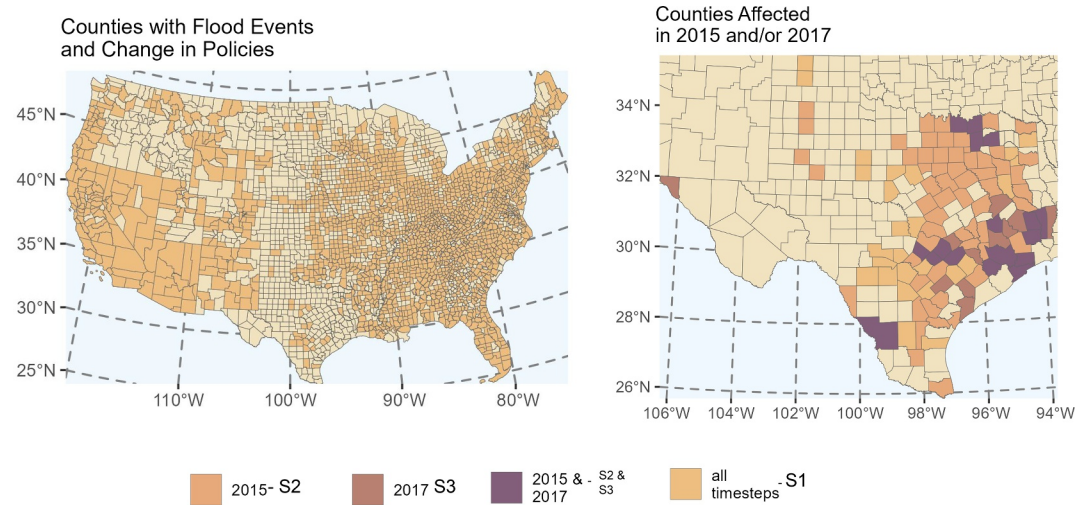 Counties with Flood Events
and Change in Policies
45°N
40°N
35°N
30°N
25°N
110°W
100°W
90°W
80°W
Counties Affected
in 2015 and/or 2017
34°N
32°N
30°N
28°N
26°N
106°W
104°W
102°W
100°W
98°W
96°W
94°W
2015- S2
2017 S3
2015 & - S2 &
2017 S3
all
timesteps - S1